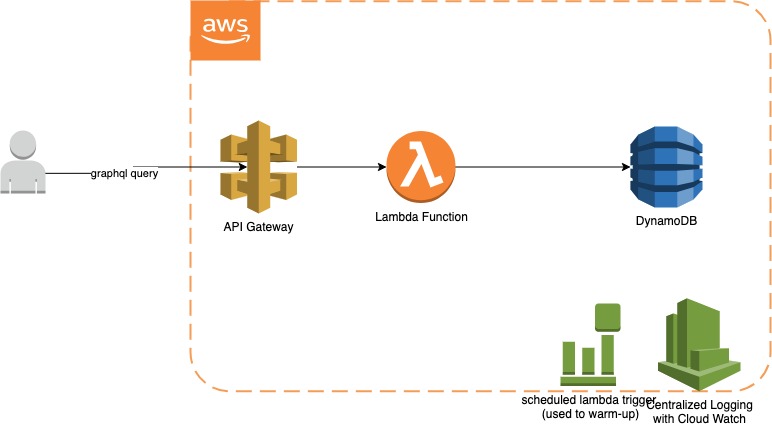 aws
graphql query
API Gateway
Lambda Function
DynamoDB
scheduled lambda trigger
(used to warm-up)
Centralized Logging
with Cloud Watch